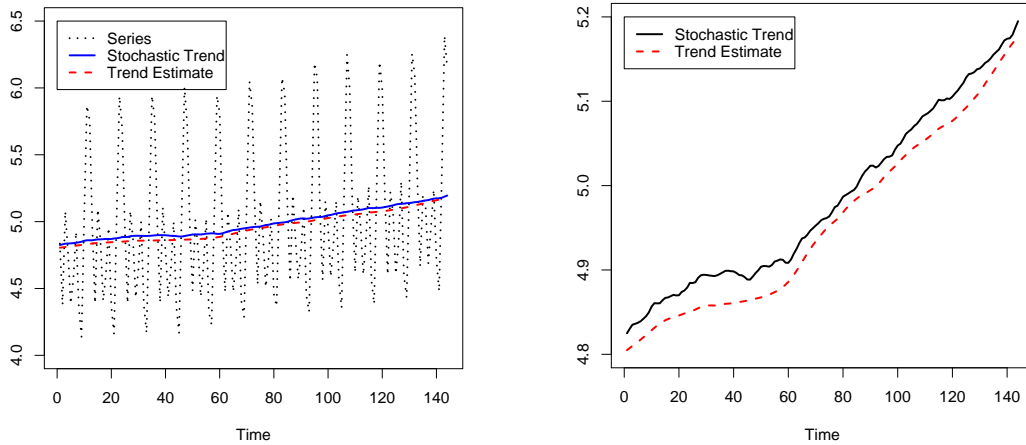 6.5
6.0
5.5
5.0
4.5
4.0
Series
Stochastic Trend
Trend Estimate
0 20 40 60 80 100 120 140
Time
5.2
5.1
5.0
4.9
4.8
Stochastic Trend
Trend Estimate
0 20 40 60 80 100 120 140
Time